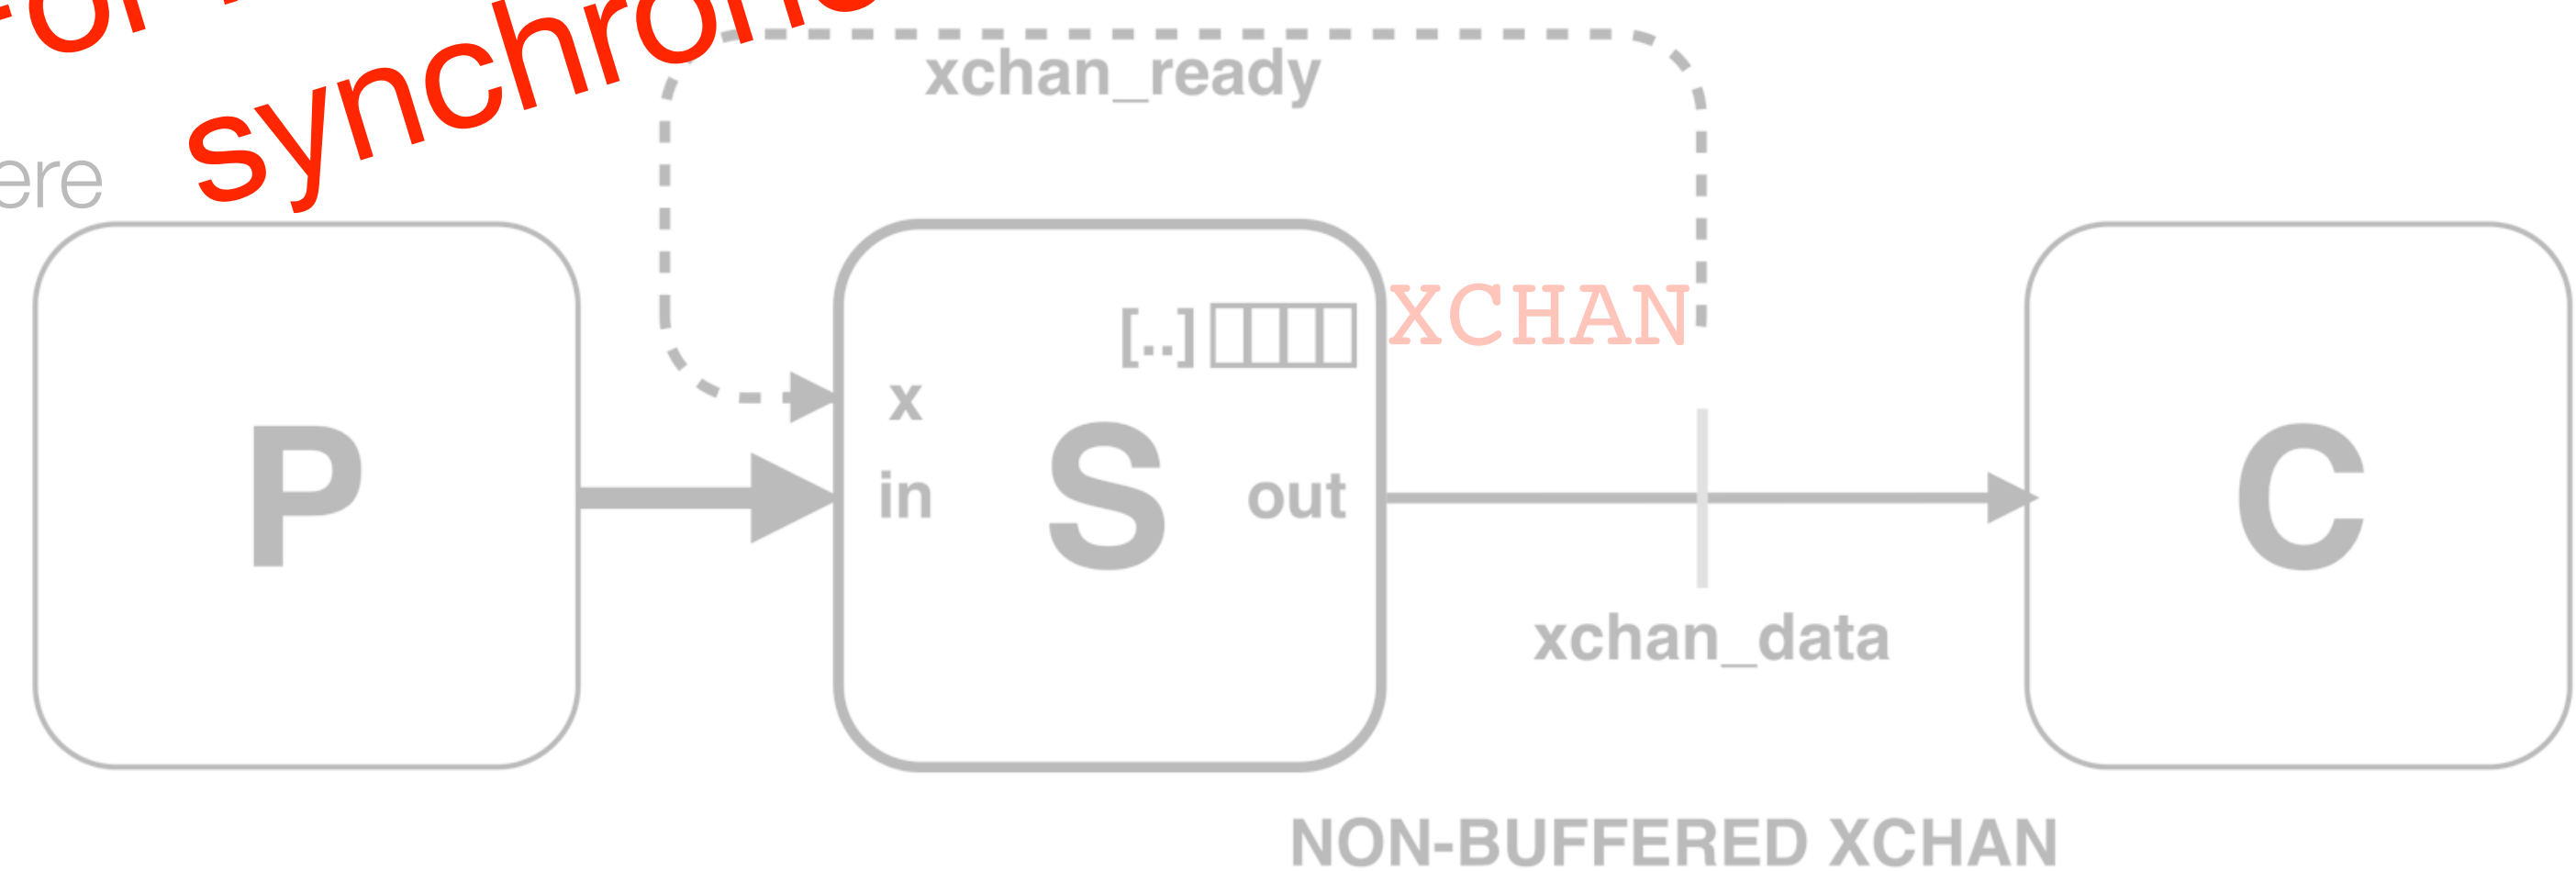 synchron
xchan_ready
ere
[..]
XCHAN
x
P
in
S
out
C
xchan_data
NON-BUFFERED XCHAN